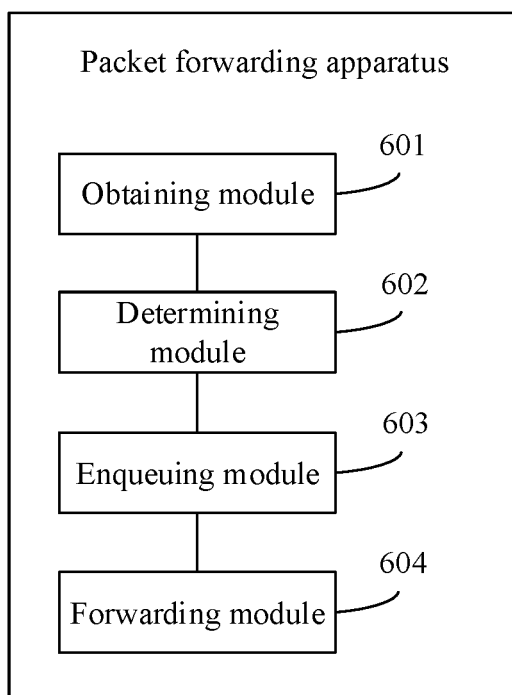 Packet forwarding apparatus
601
Obtaining module
602
Determining
module
603
Enqueuing module
604
Forwarding module